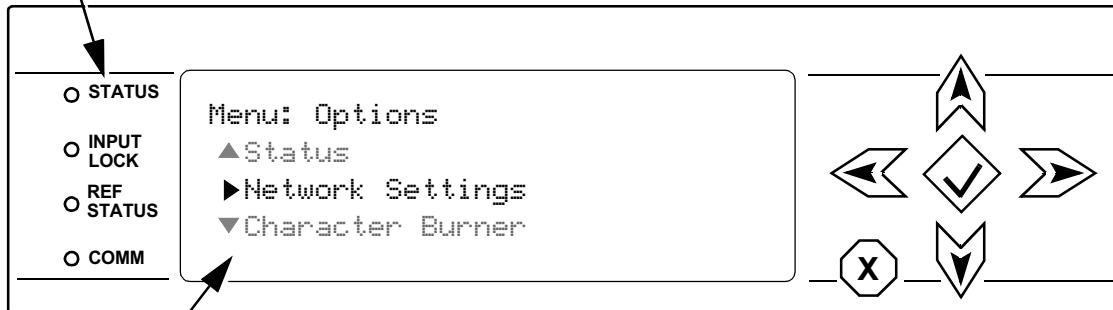 STATUS
INPUT
LOCK
REF
STATUS
COMM
Menu: Options
▲Status
▶Network Settings
▼Character Burner
X